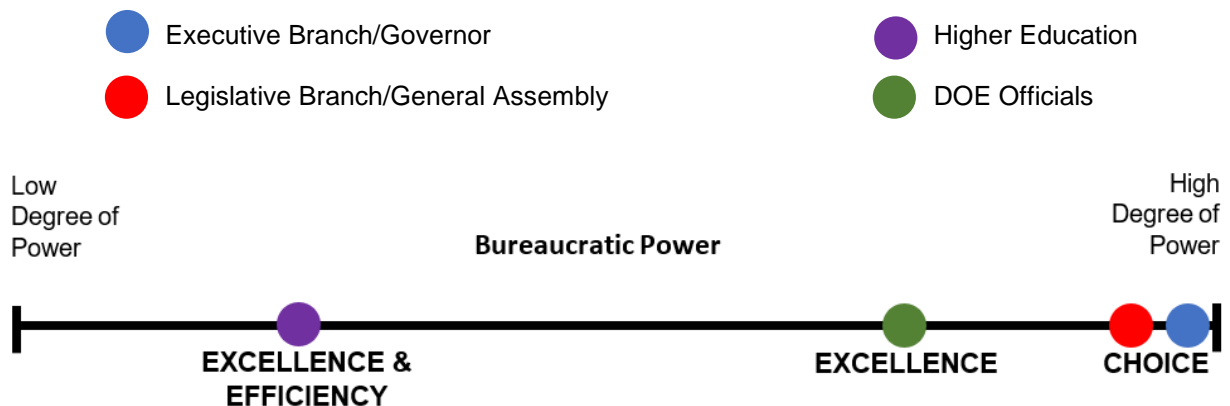 Executive Branch/Governor
Higher Education
Legislative Branch/General Assembly
DOE Officials
Low
Degree of
Power
Bureaucratic Power
High
Degree of
Power
EXCELLENCE &
EFFICIENCY
EXCELLENCE
CHOICE